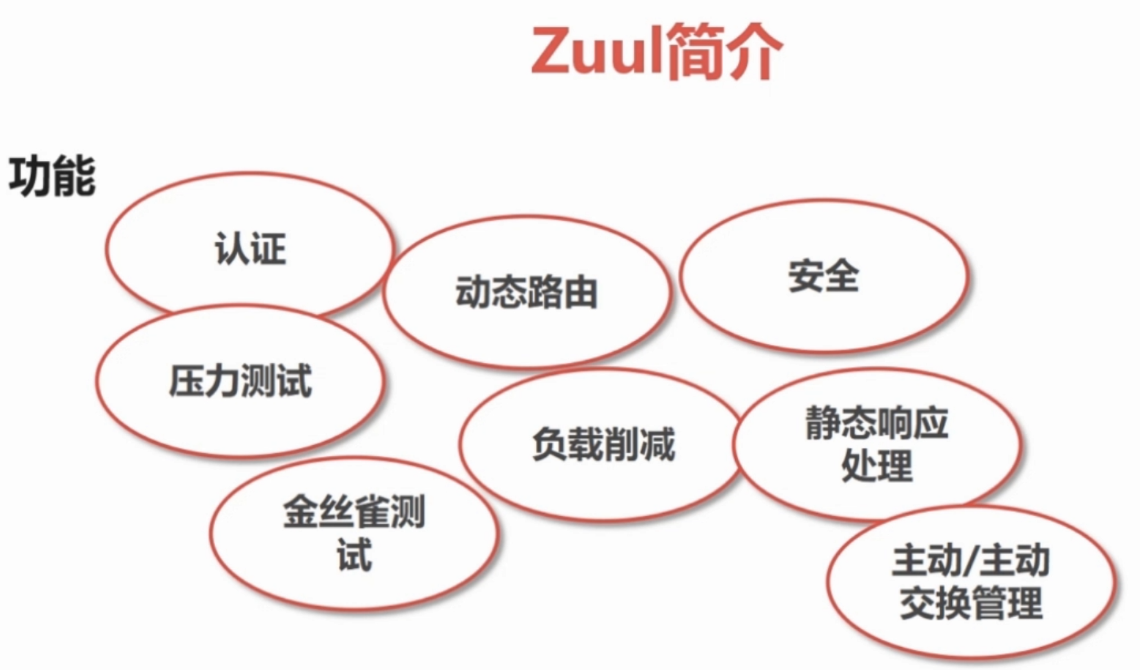 Zuul简介
功能
认证
动态路由
安全
压力测试
负载削减
静态响应
处理
金丝雀测
试
主动/主动
交换管理